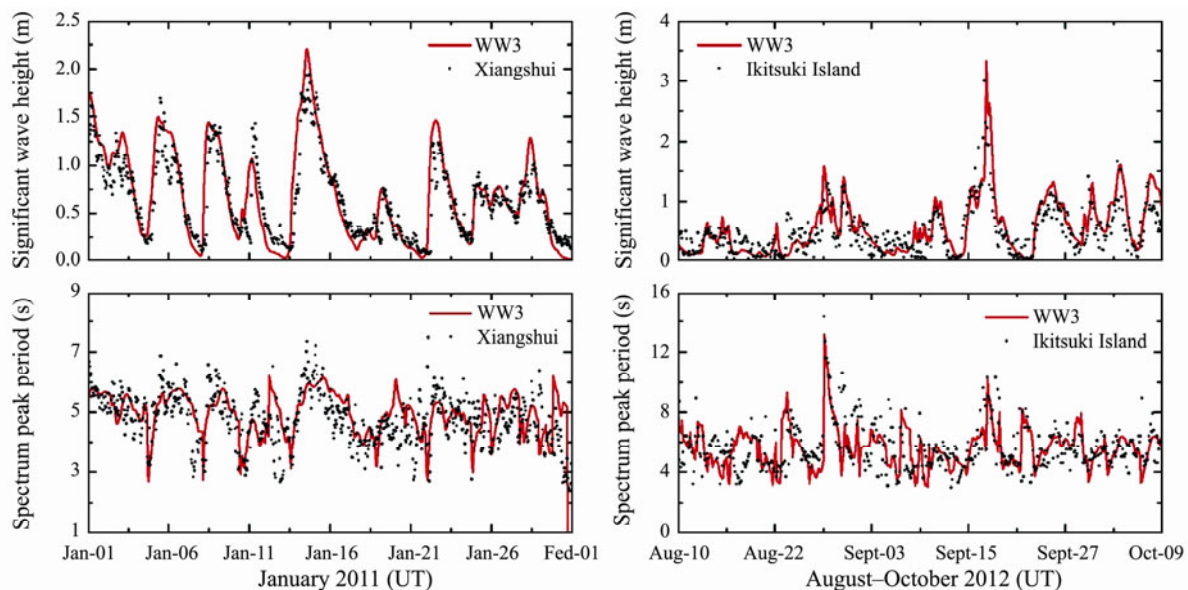 Significant wave height (m)
2.5
2.0
1.5
1.0
0.5
0.0
WW3
Xiangshui
Significant wave height (m)
4
3
2
1
0
WW3
Ikitsuki Island
Spectrum peak period (s)
9
7
5
3
1
WW3
Xiangshui
Jan-01 Jan-06 Jan-11 Jan-16 Jan-21 Jan-26 Fed-01
January 2011 (UT)
Spectrum peak period (s)
16
12
8
4
0
WW3
Ikitsuki Island
Aug-10 Aug-22 Sept-03 Sept-15 Sept-27 Oct-09
August–October 2012 (UT)